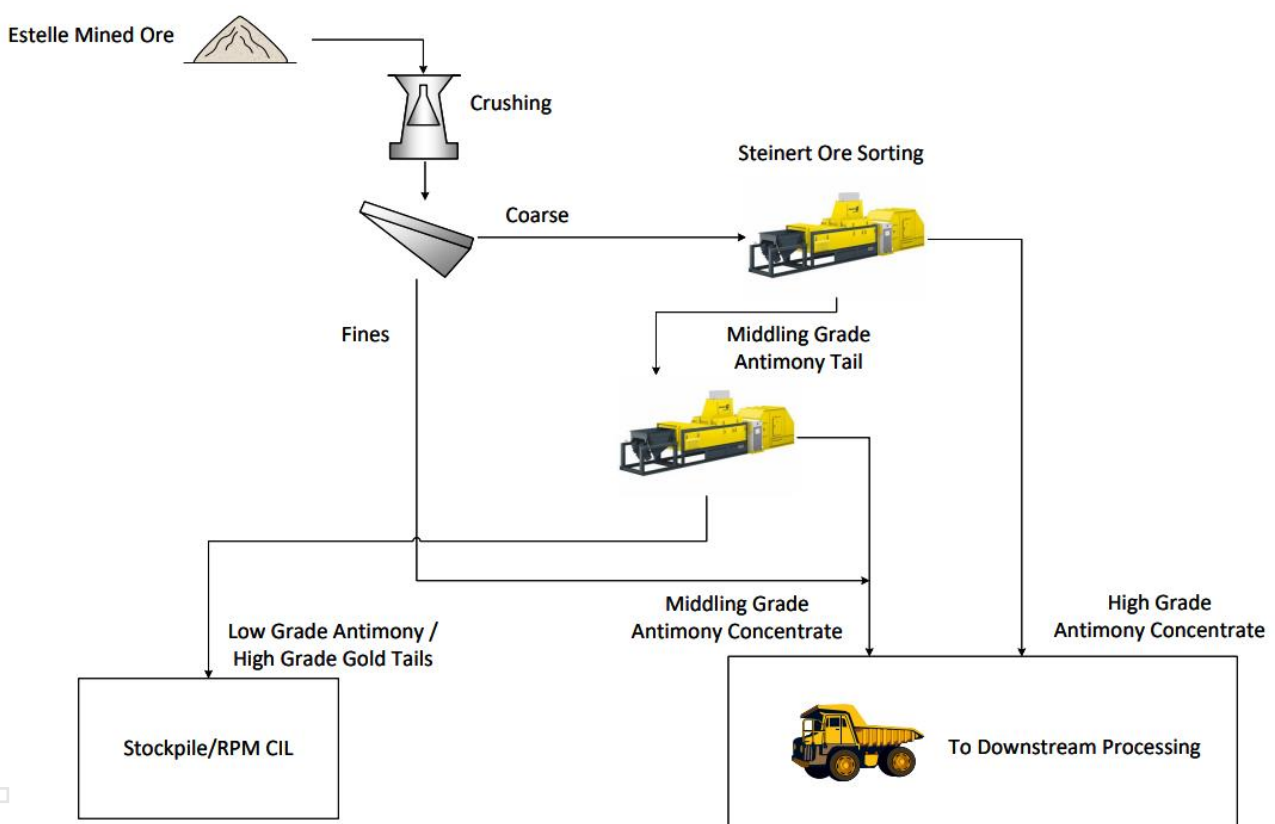 Estelle Mined Ore
Crushing
Steinert Ore Sorting
Coarse
Fines
Middling Grade
Antimony Tail
Middling Grade
Antimony Concentrate
High Grade
Antimony Concentrate
Low Grade Antimony /
High Grade Gold Tails
Stockpile/RPM CIL
To Downstream Processing